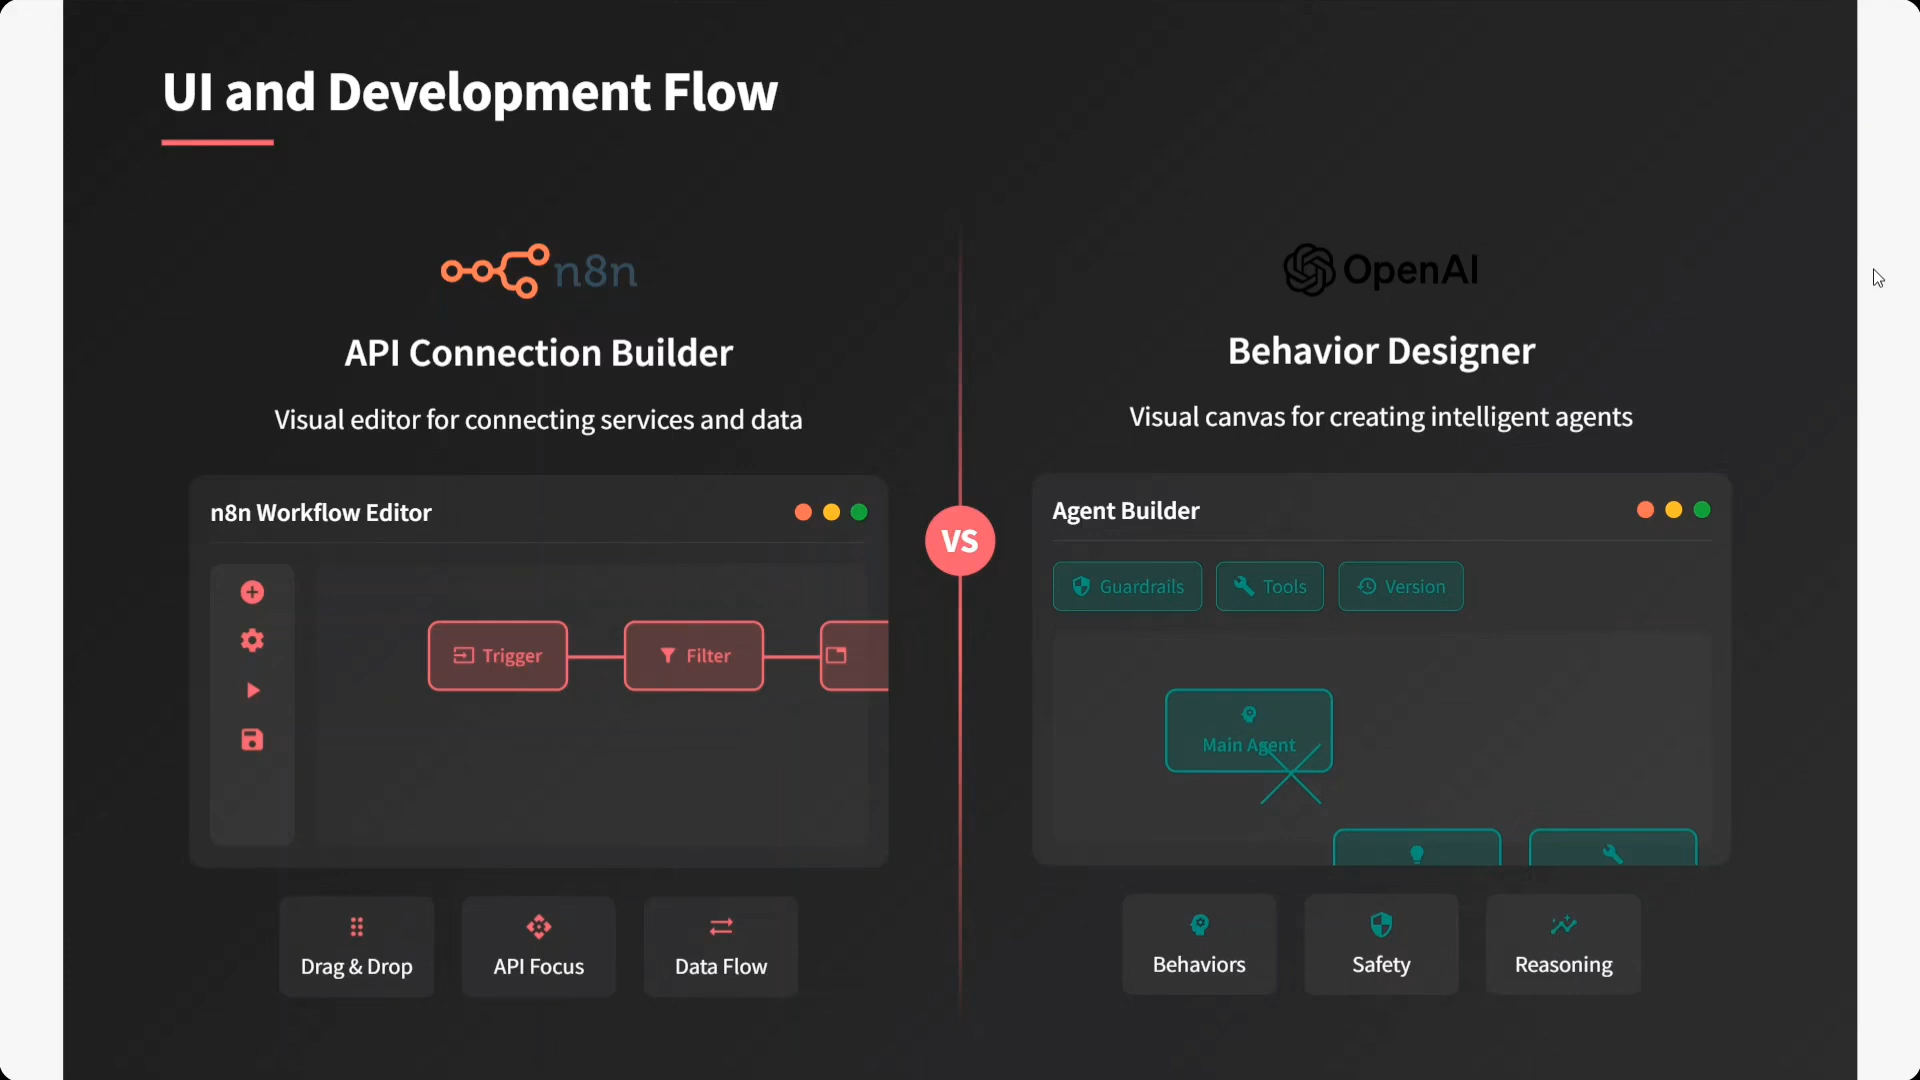 UI and Development Flow
n8n
API Connection Builder
Visual editor for connecting services and data
n8n Workflow Editor
Trigger
Filter
Drag & Drop
API Focus
Data Flow
VS
OpenAI
Behavior Designer
Visual canvas for creating intelligent agents
Agent Builder
Guardrails
Tools
Version
Main Agent
Behaviors
Safety
Reasoning